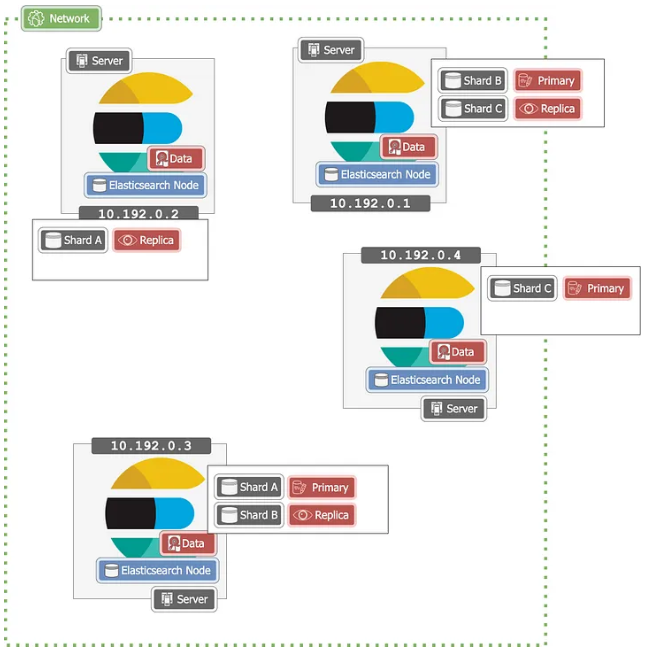 Network
Server
Data
Elasticsearch Node
10.192.0.2
Shard A Replica
Server
Shard B Primary
Shard C Replica
Data
Elasticsearch Node
10.192.0.1
10.192.0.4
Shard C Primary
Data
Elasticsearch Node
Server
10.192.0.3
Shard A Primary
Shard B Replica
Data
Elasticsearch Node
Server